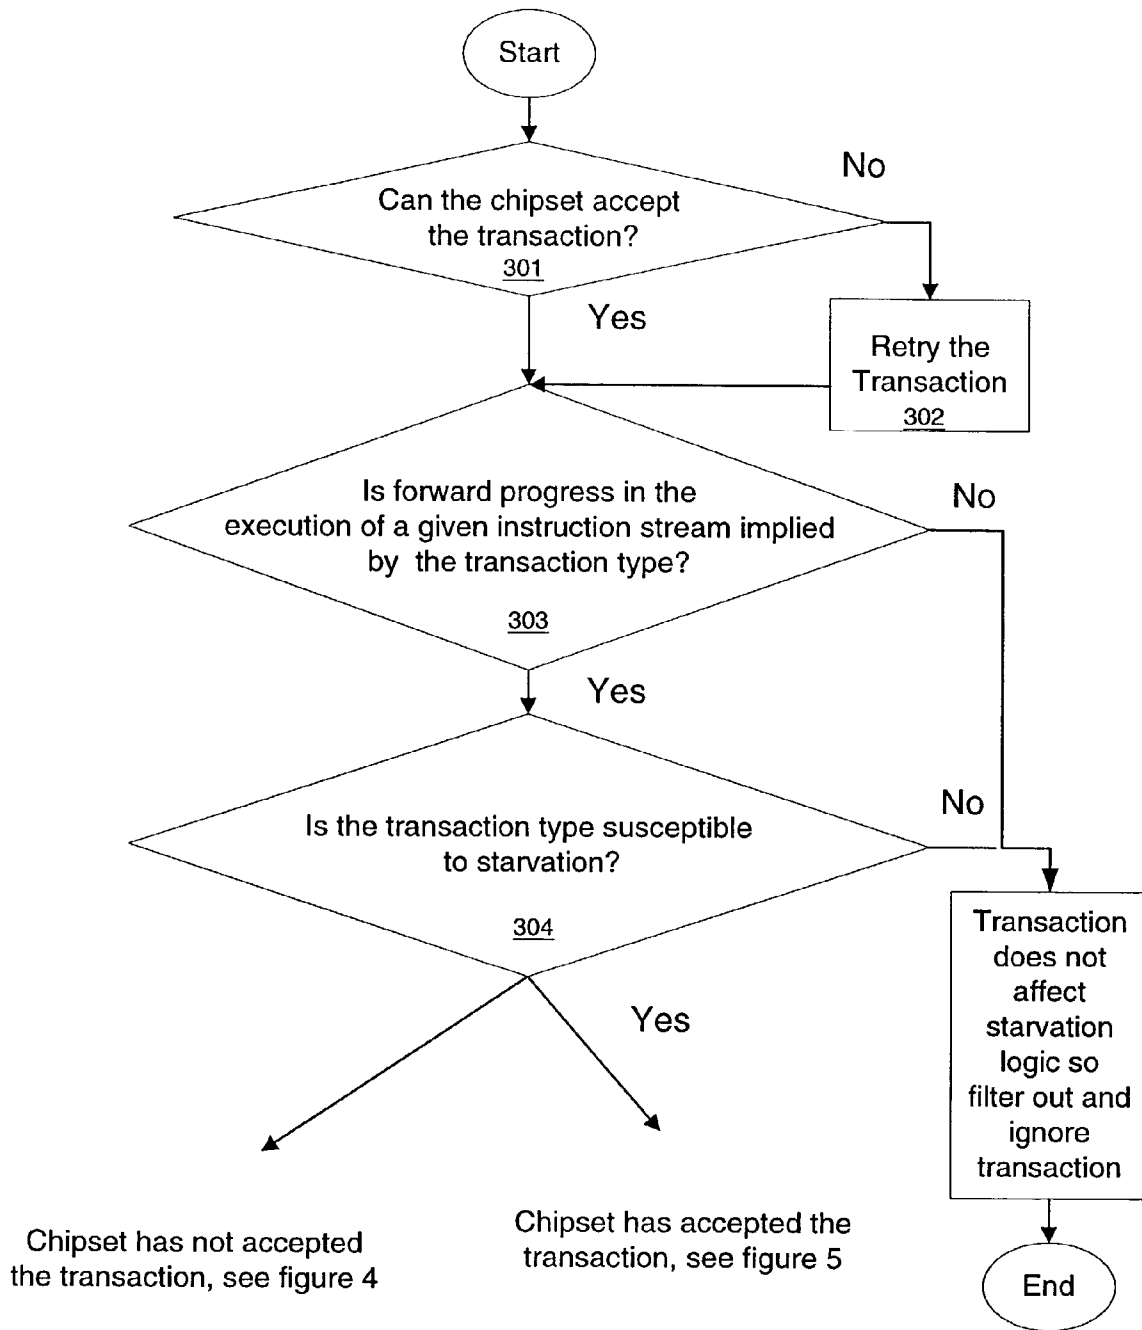 Start
No
Can the chipset accept
the transaction?
301
Yes
Retry the
Transaction
302
Is forward progress in the
execution of a given instruction stream implied
by the transaction type?
303
No
Yes
Is the transaction type susceptible
to starvation?
304
No
Yes
Transaction
does not
affect
starvation
logic so
filter out and
ignore
transaction
Chipset has not accepted
the transaction, see figure 4
Chipset has accepted the
transaction, see figure 5
End